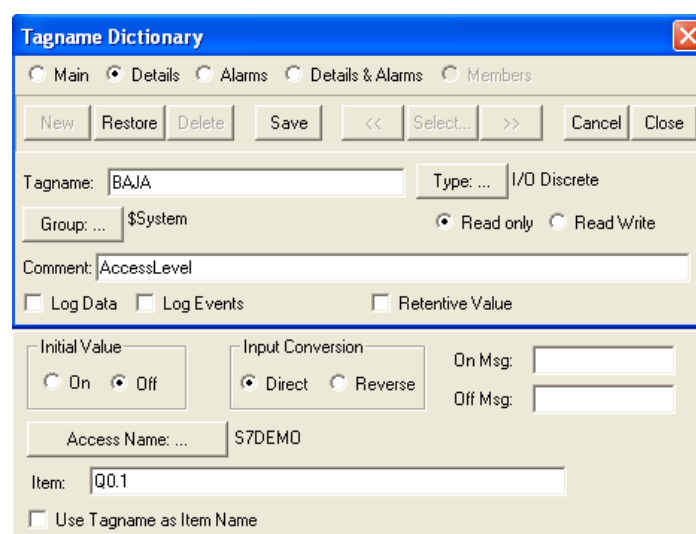 Tagname Dictionary
Main Details Alarms Details & Alarms Members
New Restore Delete Save << Select... >> Cancel Close
Tagname: BAJA Type: ... I/O Discrete
Group: ... $System Read only Read Write
Comment: AccessLevel
Log Data Log Events Retentive Value
Initial Value Input Conversion On Msg:
On Off Direct Reverse Off Msg:
Access Name: ... S7DEMO
Item: Q0.1
Use Tagname as Item Name